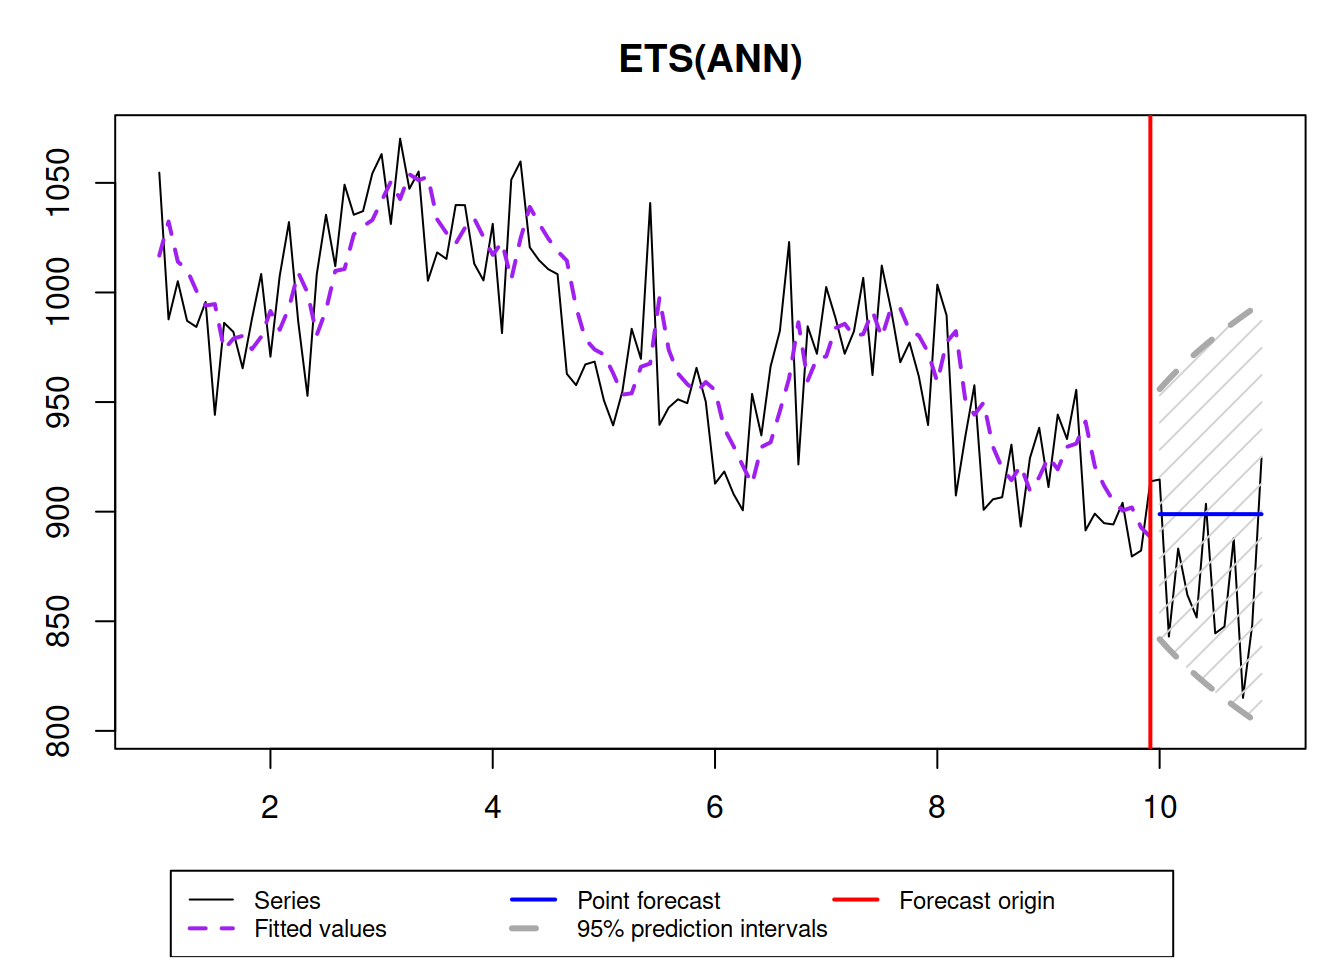 ETS(ANN)
1050
1000
950
900
850
800
2 4 6 8 10
Series Point forecast Forecast origin
Fitted values 95% prediction intervals